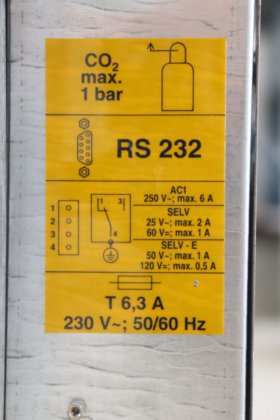 CO2
max.
1 bar
RS 232
AC1
250 V~; max. 6 A
1
2
3
4
1 3
4
SELV
25 V~; max. 2 A
60 V=; max. 1 A
SELV - E
50 V~; max. 1 A
120 V=; max. 0,5 A
T 6,3 A
230 V~; 50/60 Hz